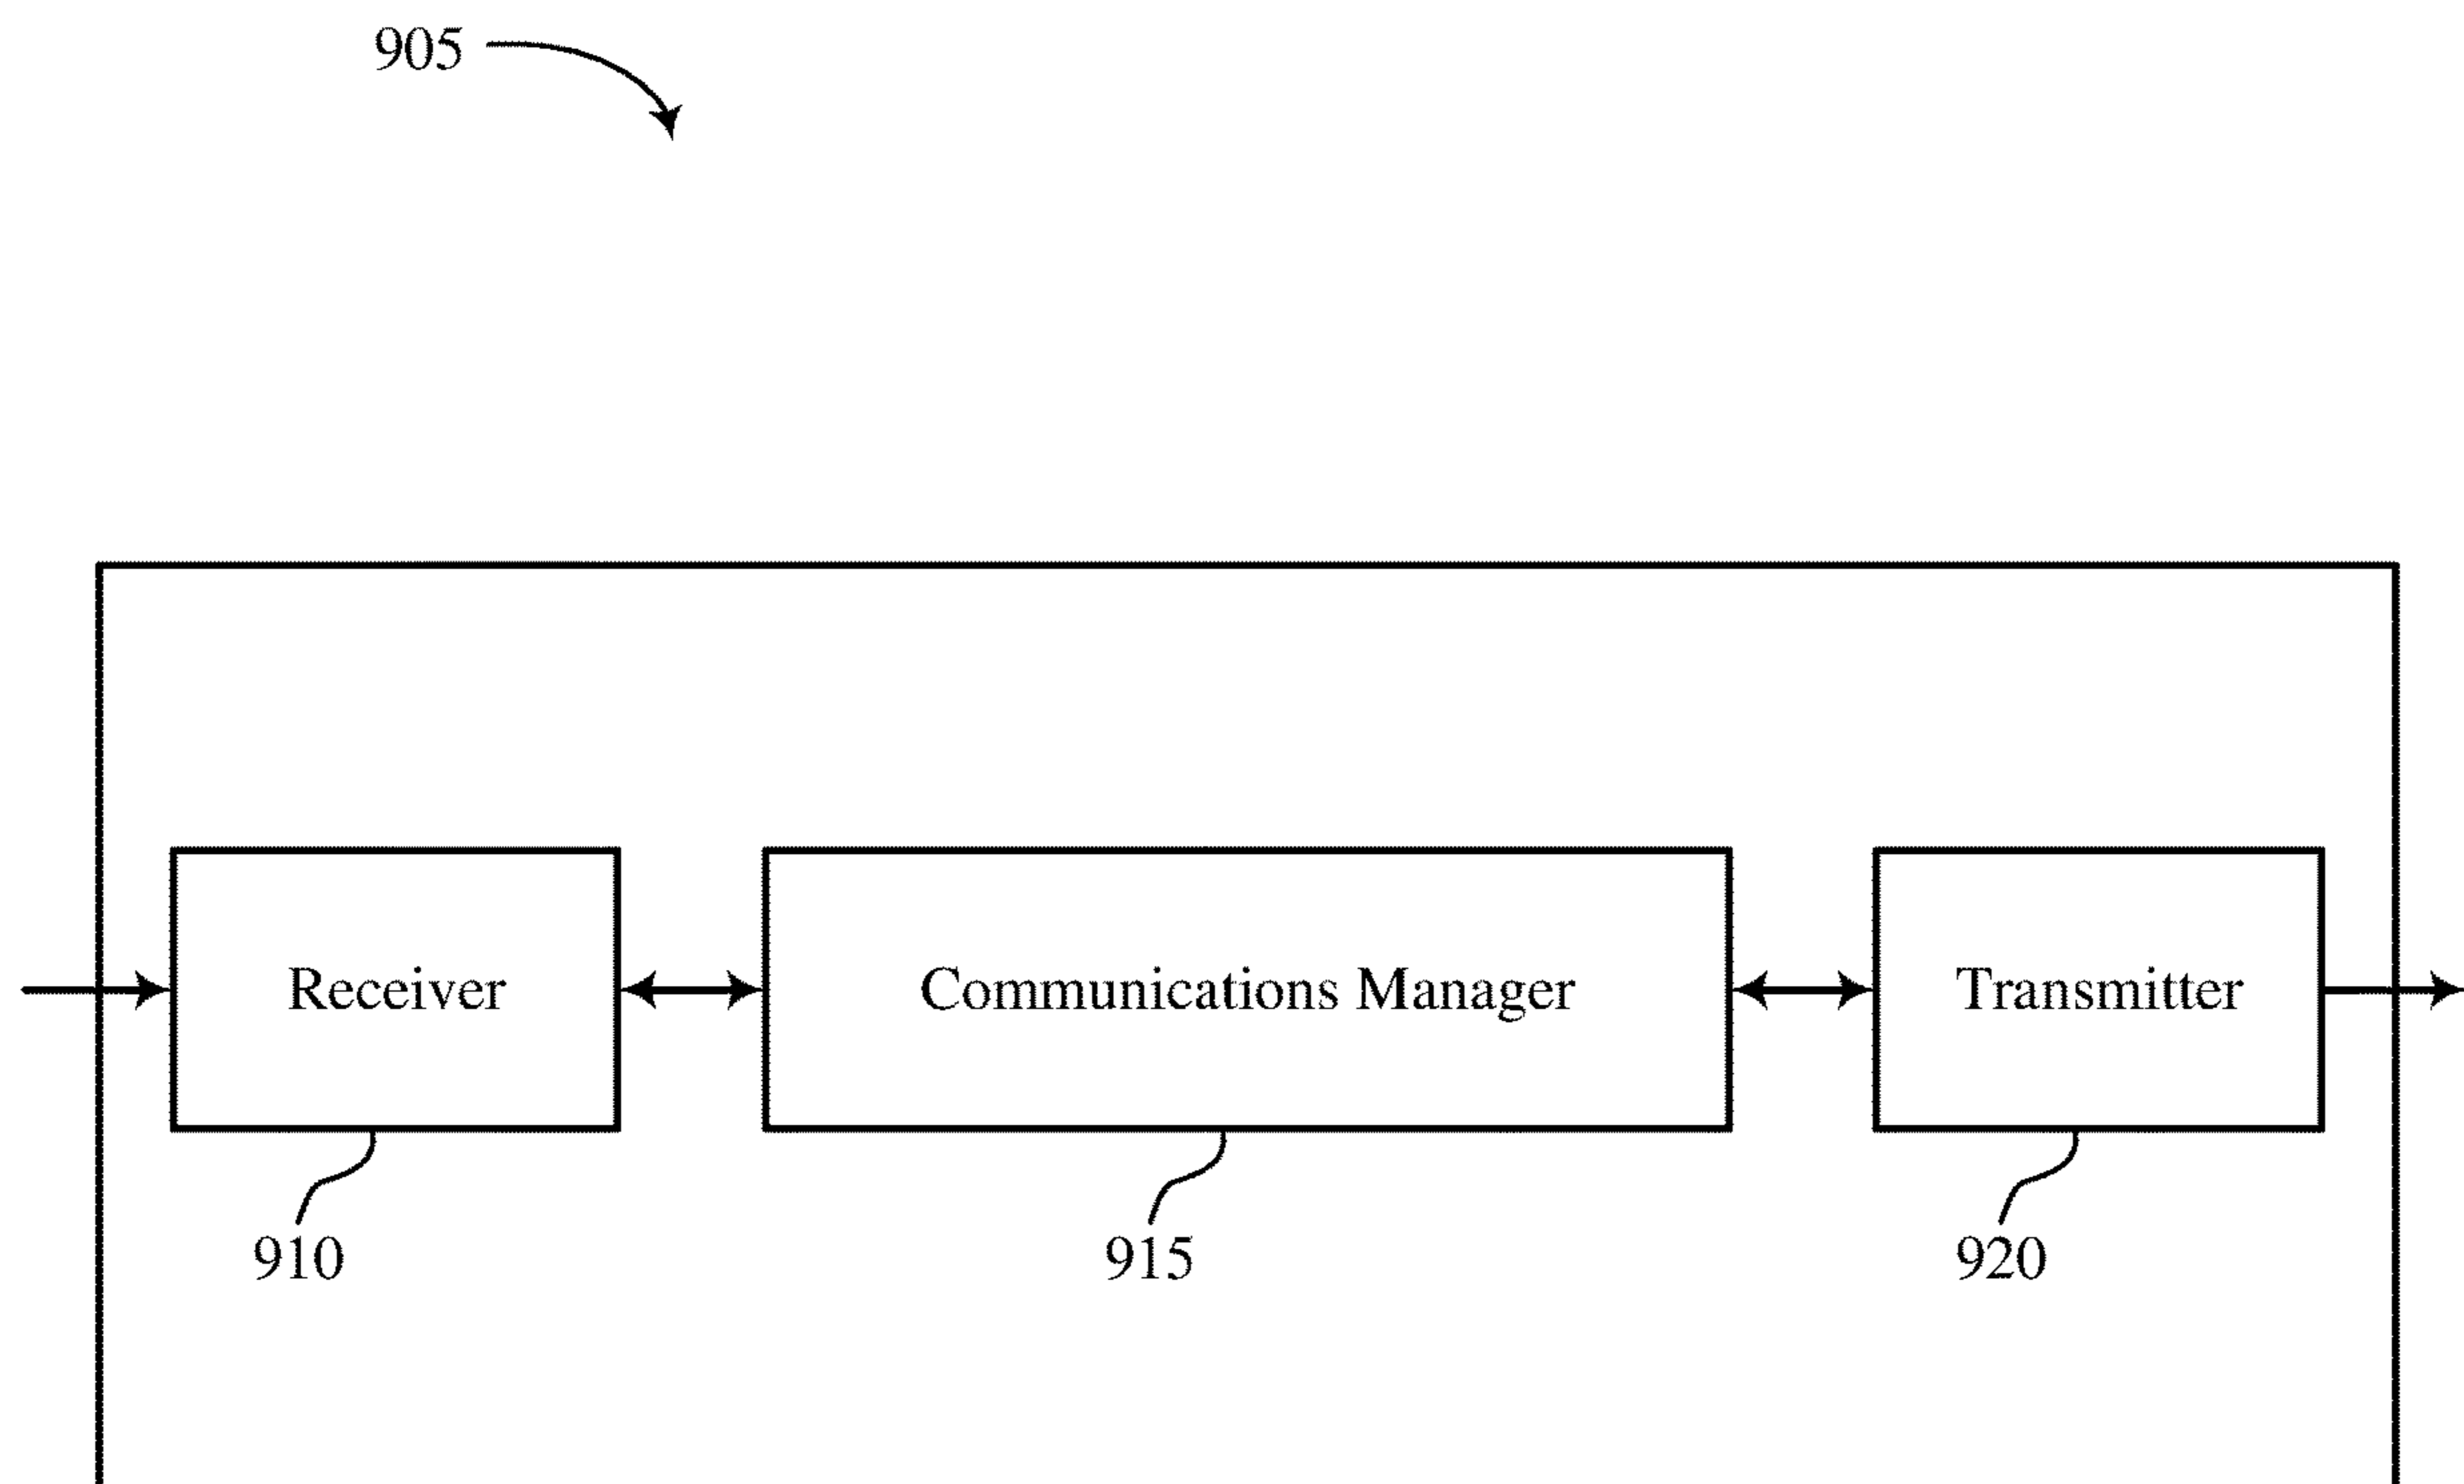 905
Receiver
Communications Manager
Transmitter
910
915
920